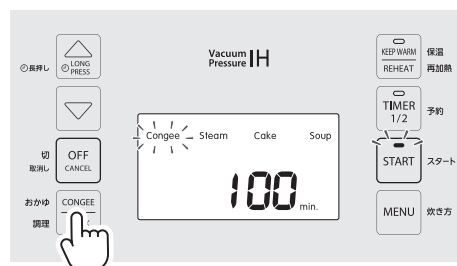 LONG
PRESS
長押し
Vacuum
Pressure IH
KEEP WARM
REHEAT
保温
再加熱
TIMER
1/2
予約
Congee Steam Cake Soup
100 min.
OFF
CANCEL
切
取消し
START
スタート
CONGEE
おかゆ
調理
MENU
炊き方